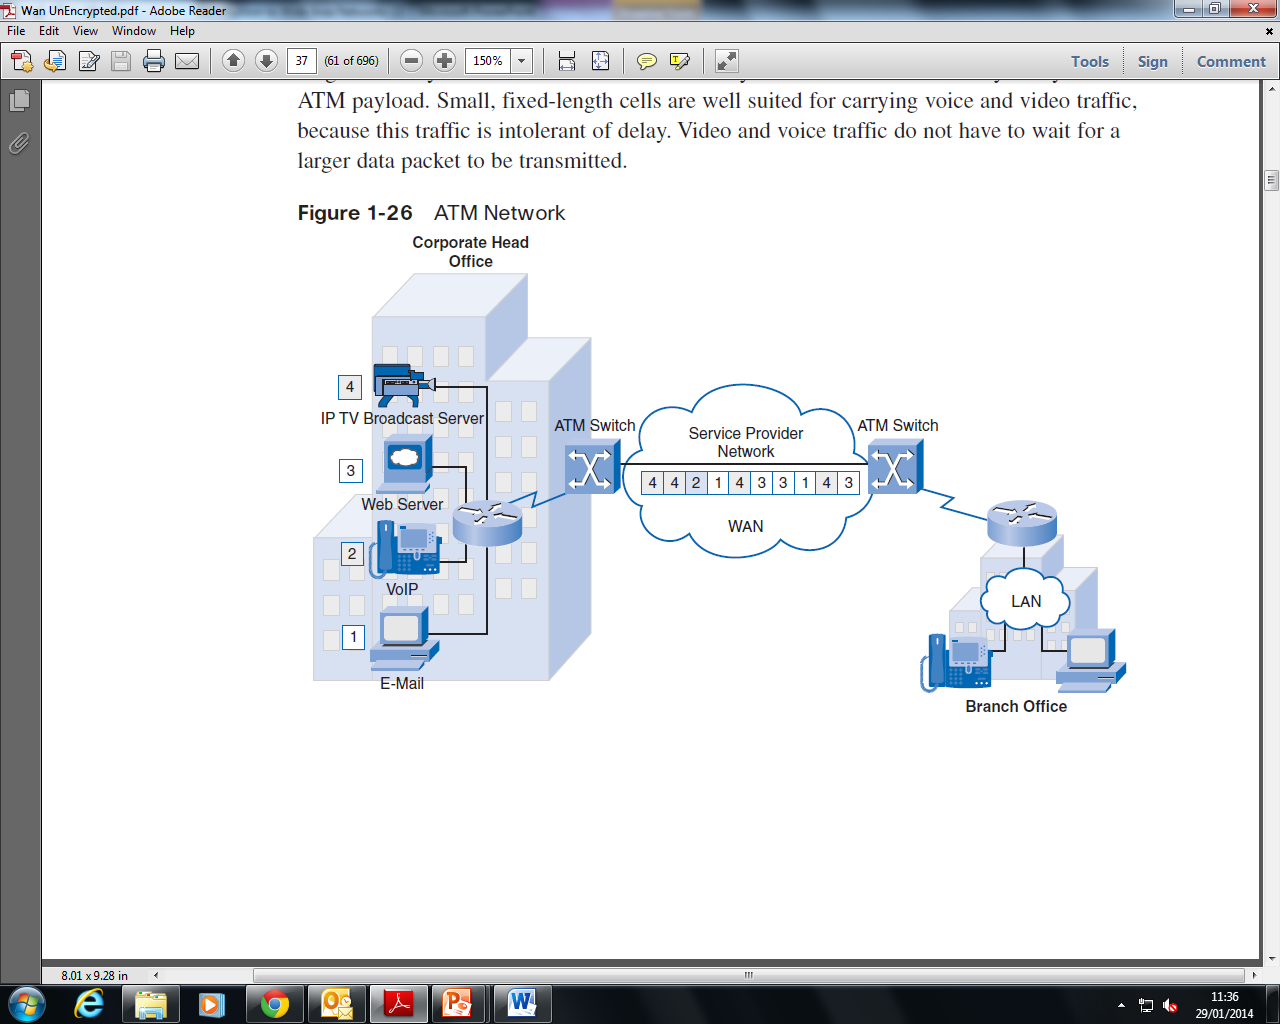 Wan UnEncrypted.pdf - Adobe Reader
File Edit View Window Help
37 (61 of 696) 150% Tools Sign Comment
ATM payload. Small, fixed-length cells are well suited for carrying voice and video traffic,
because this traffic is intolerant of delay. Video and voice traffic do not have to wait for a
larger data packet to be transmitted.
Figure 1-26 ATM Network
Corporate Head
Office
4
IP TV Broadcast Server
3
Web Server
2
VoIP
1
E-Mail
ATM Switch
Service Provider
Network
4 4 2 1 4 3 3 1 4 3
WAN
ATM Switch
LAN
Branch Office
8.01 x 9.28 in
11:36
29/01/2014